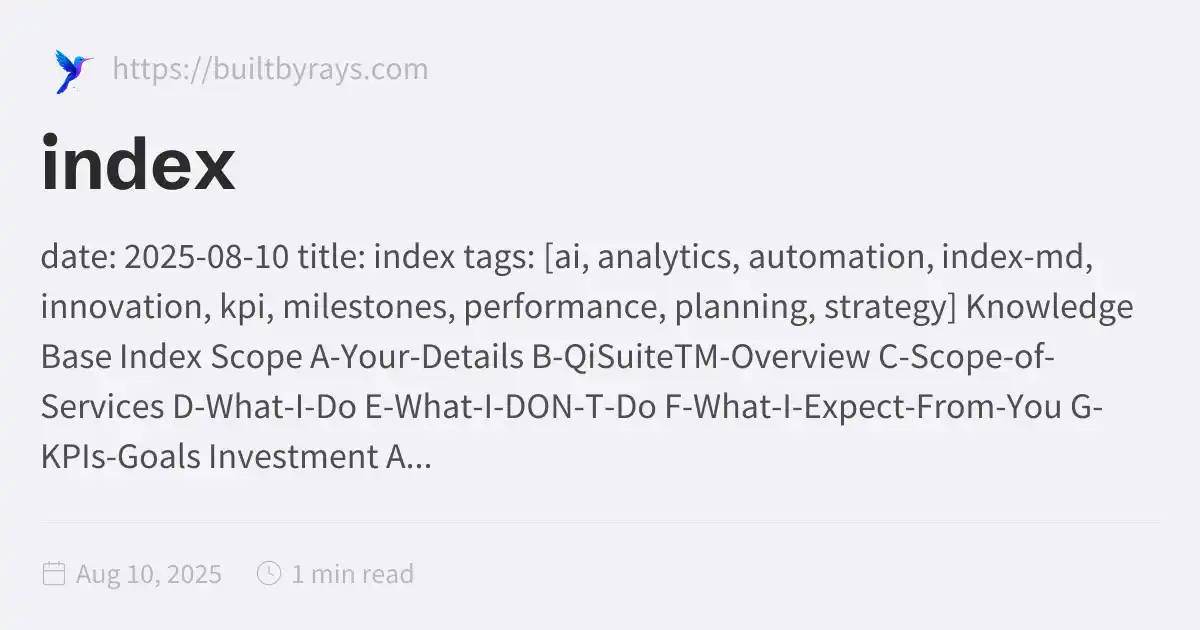 https://builtbyrays.com
index
date: 2025-08-10 title: index tags: [ai, analytics, automation, index-md,
innovation, kpi, milestones, performance, planning, strategy] Knowledge
Base Index Scope A-Your-Details B-QiSuiteTM-Overview C-Scope-of-
Services D-What-I-Do E-What-I-DON-T-Do F-What-I-Expect-From-You G-
KPIs-Goals Investment A...
Aug 10, 2025 1 min read